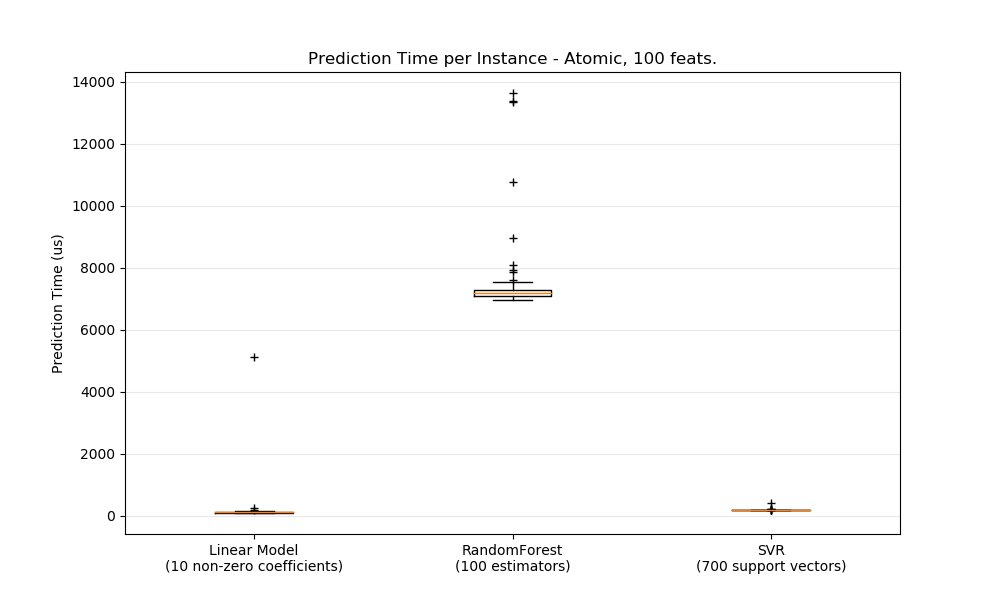 Prediction Time per Instance - Atomic, 100 feats.
Prediction Time (us)
14000
12000
10000
8000
6000
4000
2000
0
Linear Model
(10 non-zero coefficients)
RandomForest
(100 estimators)
SVR
(700 support vectors)